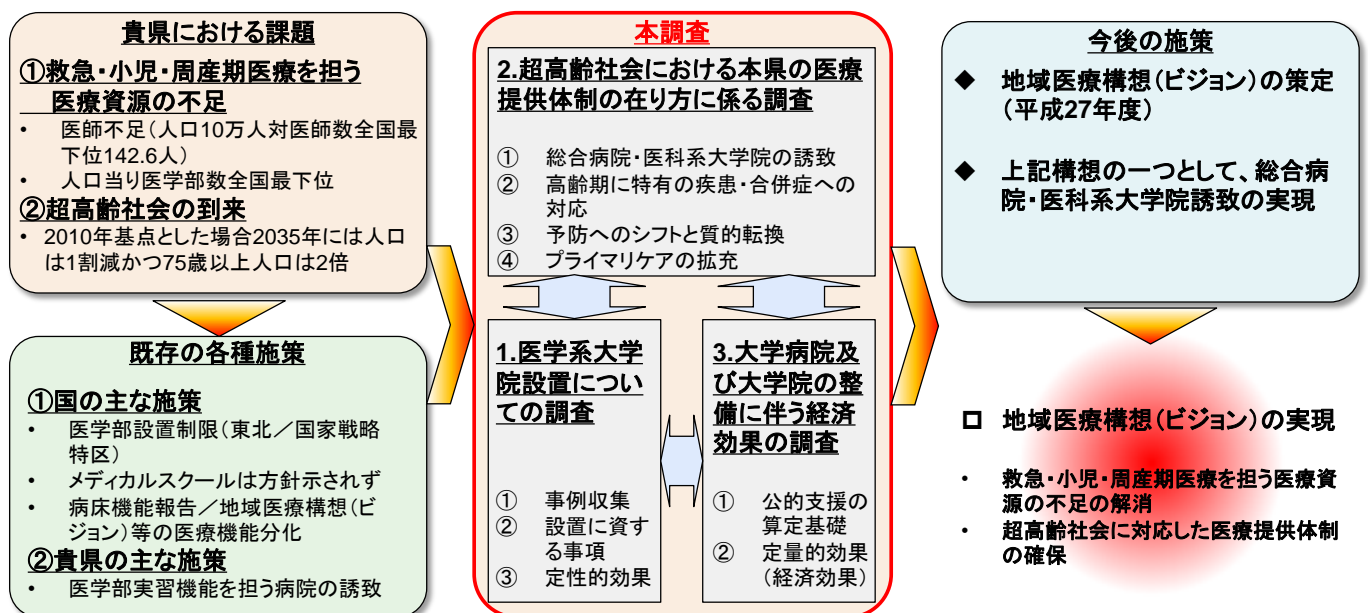 貴県における課題
①救急・小児・周産期医療を担う
医療資源の不足
• 医師不足（人口10万人対医師数全国最
下位142.6人）
• 人口当り医学部数全国最下位
②超高齢社会の到来
• 2010年基点とした場合2035年には人口
は1割減かつ75歳以上人口は2倍
既存の各種施策
①国の主な施策
• 医学部設置制限（東北／国家戦略
特区）
• メディカルスクールは方針示されず
• 病床機能報告／地域医療構想（ビ
ジョン）等の医療機能分化
②貴県の主な施策
• 医学部実習機能を担う病院の誘致
本調査
2.超高齢社会における本県の医療
提供体制の在り方に係る調査
① 総合病院・医科系大学院の誘致
② 高齢期に特有の疾患・合併症への
対応
③ 予防へのシフトと質的転換
④ プライマリケアの拡充
1.医学系大学
院設置につい
ての調査
① 事例収集
② 設置に資す
る事項
③ 定性的効果
3.大学病院及
び大学院の整
備に伴う経済
効果の調査
① 公的支援の
算定基礎
② 定量的効果
（経済効果）
今後の施策
◆ 地域医療構想（ビジョン）の策定
（平成27年度）
◆ 上記構想の一つとして、総合病
院・医科系大学院誘致の実現
□ 地域医療構想（ビジョン）の実現
• 救急・小児・周産期医療を担う医療資
源の不足の解消
• 超高齢社会に対応した医療提供体制
の確保